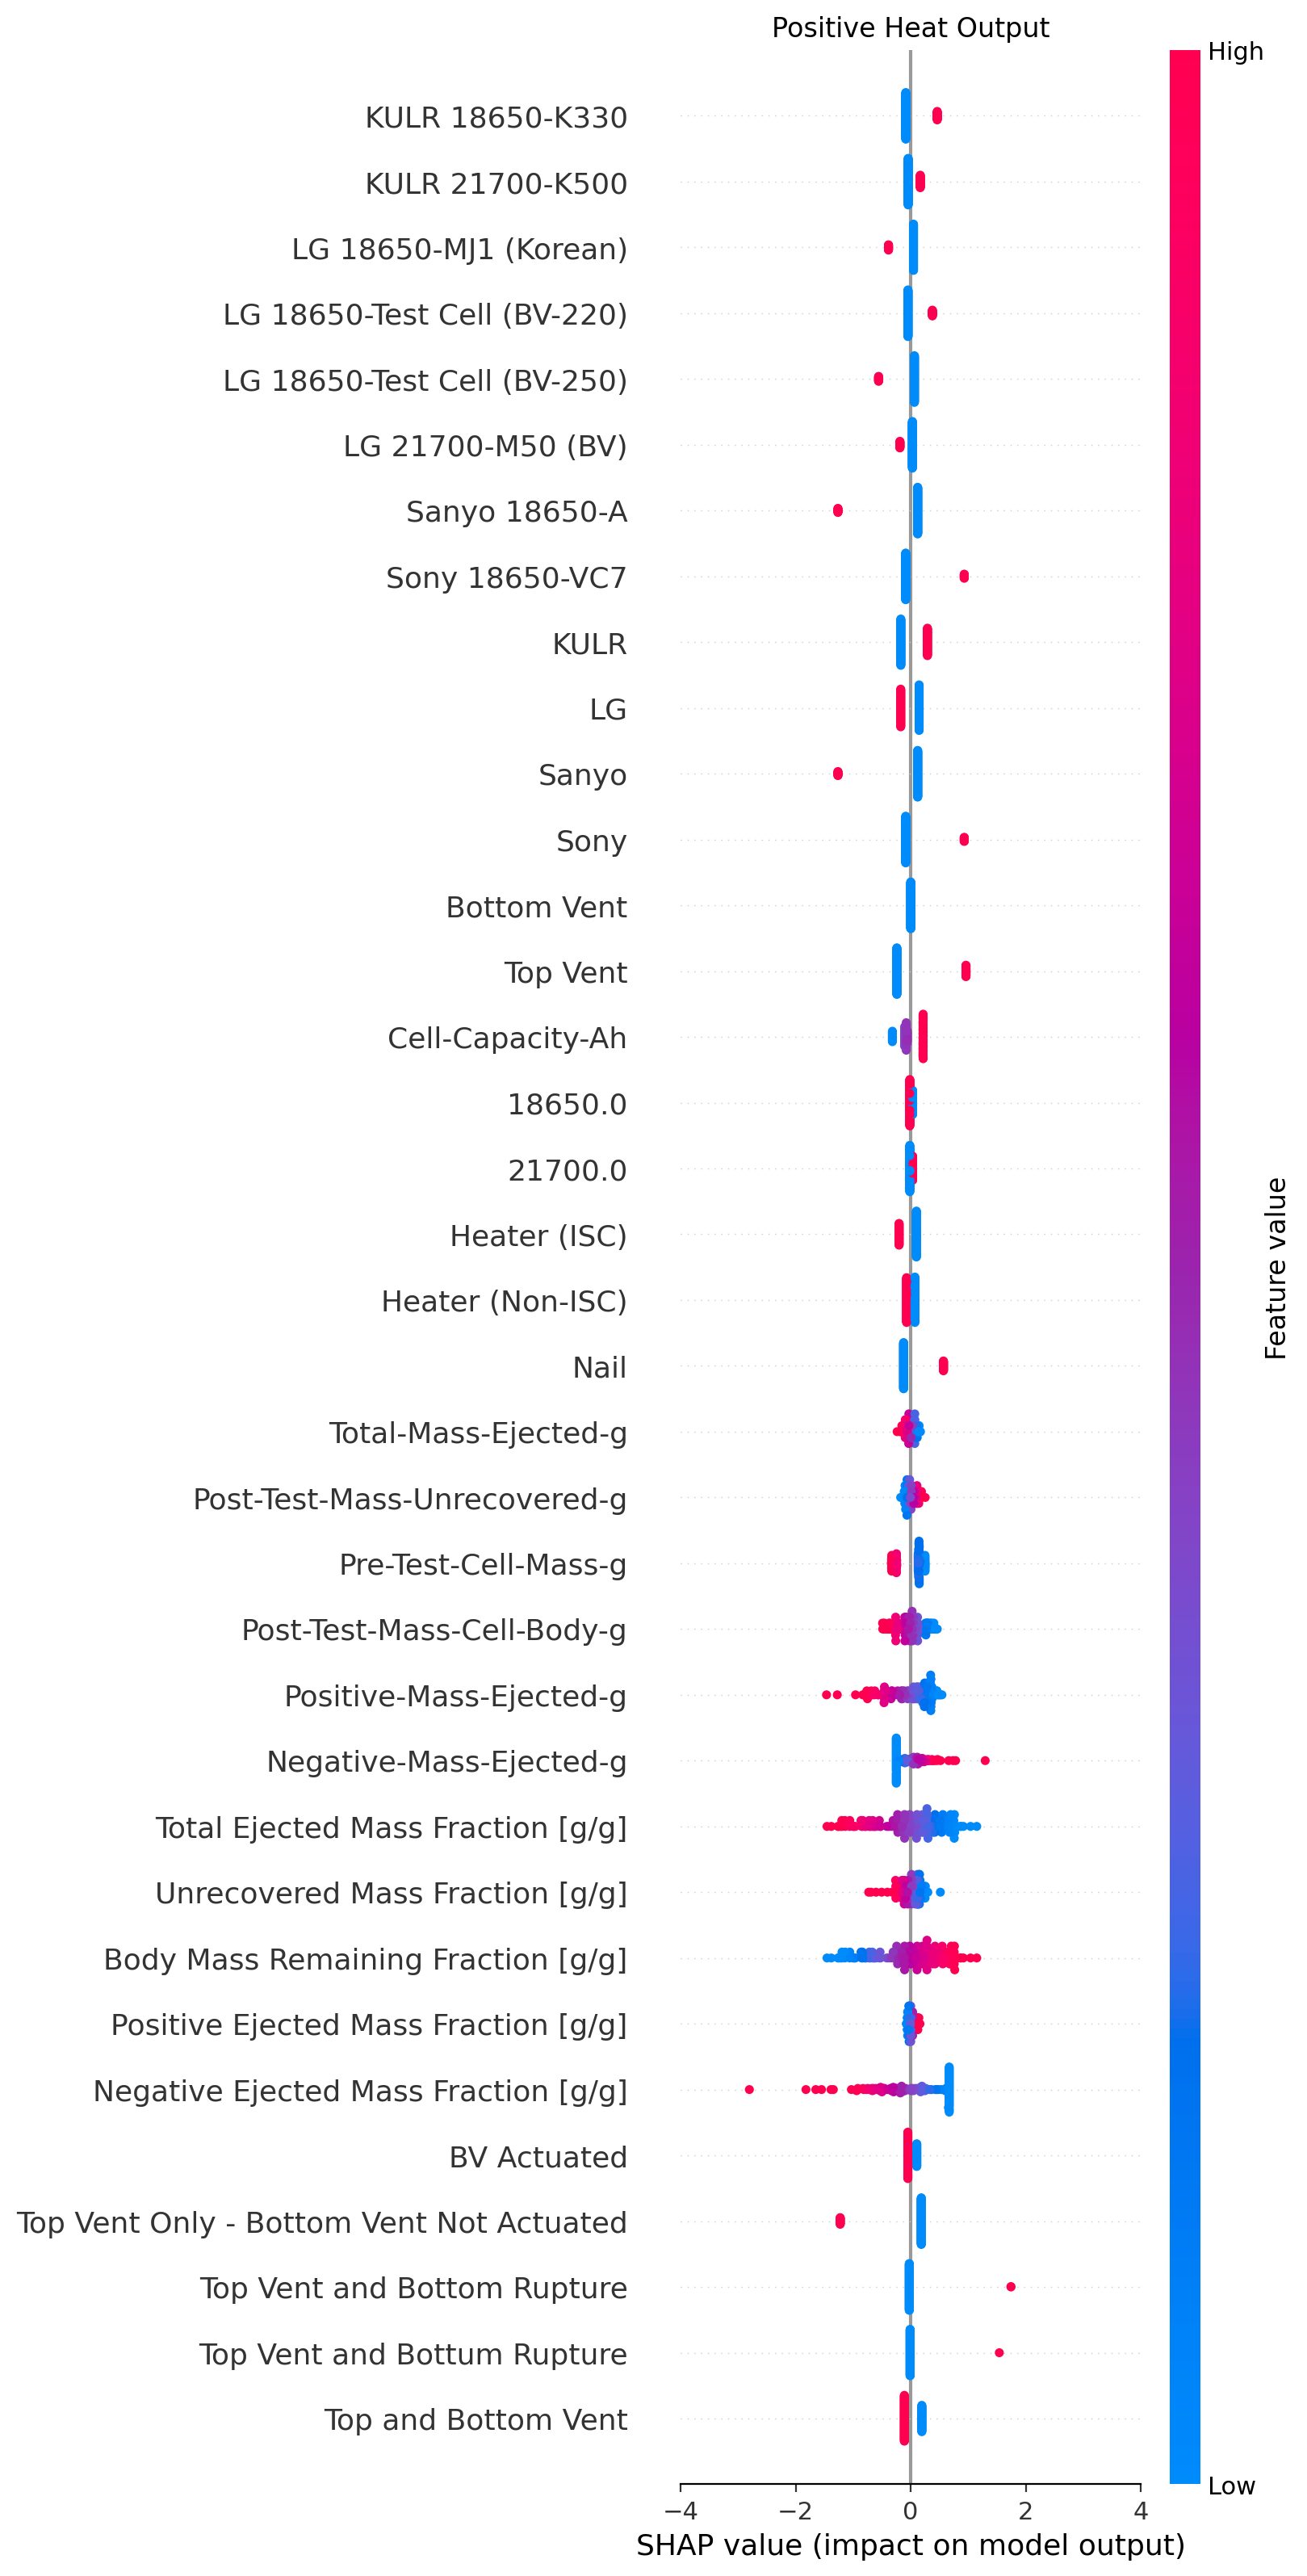 Positive Heat Output
High
KULR 18650-K330
KULR 21700-K500
LG 18650-MJ1 (Korean)
LG 18650-Test Cell (BV-220)
LG 18650-Test Cell (BV-250)
LG 21700-M50 (BV)
Sanyo 18650-A
Sony 18650-VC7
KULR
LG
Sanyo
Sony
Bottom Vent
Top Vent
Cell-Capacity-Ah
18650.0
21700.0
Heater (ISC)
Heater (Non-ISC)
Nail
Total-Mass-Ejected-g
Post-Test-Mass-Unrecovered-g
Pre-Test-Cell-Mass-g
Post-Test-Mass-Cell-Body-g
Positive-Mass-Ejected-g
Negative-Mass-Ejected-g
Total Ejected Mass Fraction [g/g]
Unrecovered Mass Fraction [g/g]
Body Mass Remaining Fraction [g/g]
Positive Ejected Mass Fraction [g/g]
Negative Ejected Mass Fraction [g/g]
BV Actuated
Top Vent Only - Bottom Vent Not Actuated
Top Vent and Bottom Rupture
Top Vent and Bottum Rupture
Top and Bottom Vent
Feature value
Low
−4 −2 0 2 4
SHAP value (impact on model output)